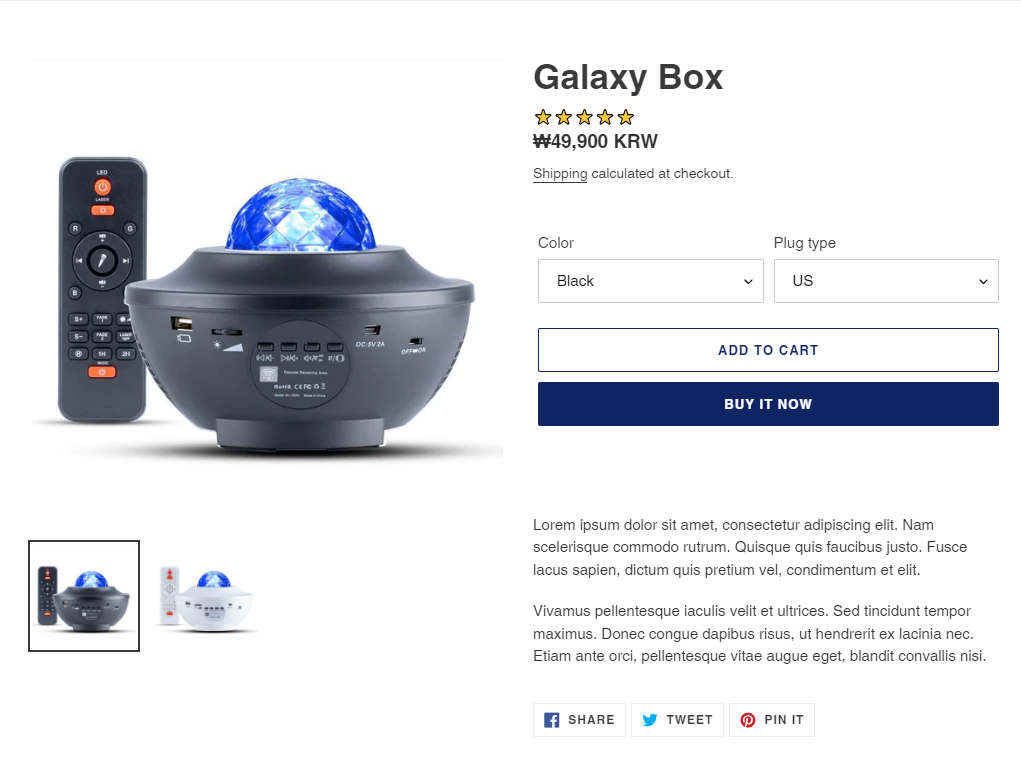 Galaxy Box
₩49,900 KRW
Shipping calculated at checkout.
Color
Plug type
Black
US
ADD TO CART
BUY IT NOW
LED
LASER
R
G
B
S+
FADE
S-
FADE
1H
2H
MUSIC
DC:5V 2A
OFF ON
Remote Receiving Area
RoHS CE FC
Lorem ipsum dolor sit amet, consectetur adipiscing elit. Nam
scelerisque commodo rutrum. Quisque quis faucibus justo. Fusce
lacus sapien, dictum quis pretium vel, condimentum et elit.
Vivamus pellentesque iaculis velit et ultrices. Sed tincidunt tempor
maximus. Donec congue dapibus risus, ut hendrerit ex lacinia nec.
Etiam ante orci, pellentesque vitae augue eget, blandit convallis nisi.
SHARE
TWEET
PIN IT